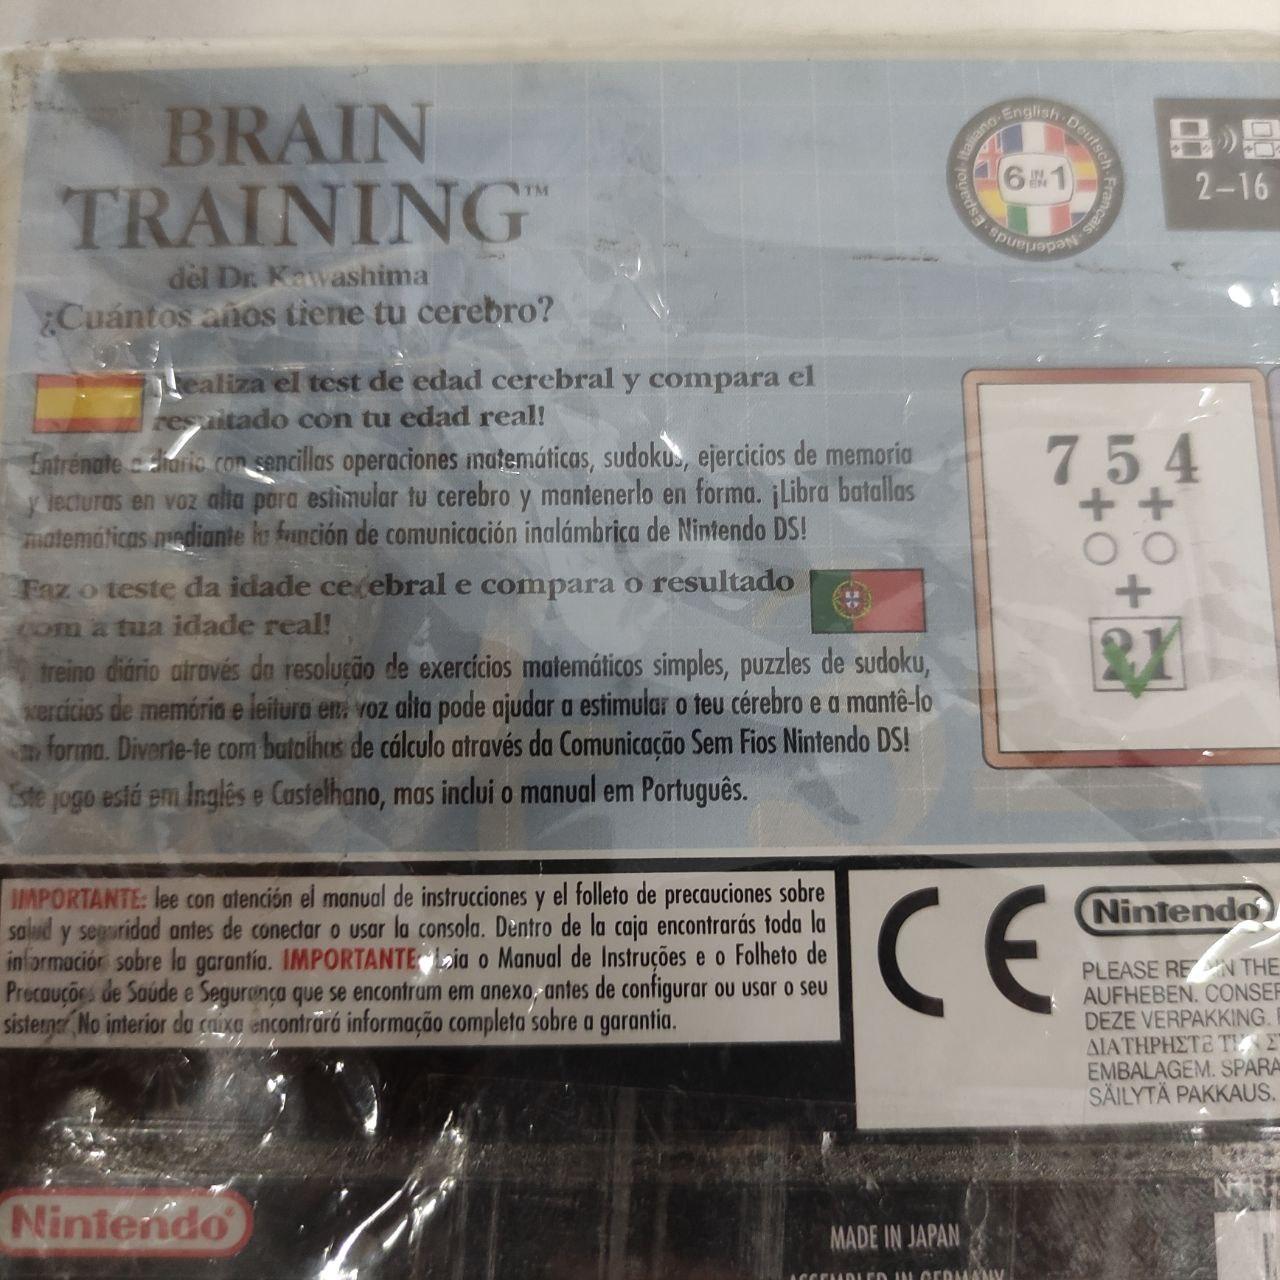 BRAIN
TRAINING™
del Dr. Kawashima
¿Cuántos años tiene tu cerebro?
English · Deutsch · Français · Nederlands · Español · Italiano
6 IN EN 1
2–16
¡Realiza el test de edad cerebral y compara el
resultado con tu edad real!
Entrénate a diario con sencillas operaciones matemáticas, sudokus, ejercicios de memoria
y lecturas en voz alta para estimular tu cerebro y mantenerlo en forma. ¡Libra batallas
matemáticas mediante la función de comunicación inalámbrica de Nintendo DS!
Faz o teste da idade cerebral e compara o resultado
com a tua idade real!
treino diário através da resolução de exercícios matemáticos simples, puzzles de sudoku,
exercícios de memória e leitura em voz alta pode ajudar a estimular o teu cérebro e a mantê-lo
em forma. Diverte-te com batalhas de cálculo através da Comunicação Sem Fios Nintendo DS!
Este jogo está em Inglês e Castelhano, mas inclui o manual em Português.
7 5 4
+ +
○ ○
+
21
IMPORTANTE: lee con atención el manual de instrucciones y el folleto de precauciones sobre
salud y seguridad antes de conectar o usar la consola. Dentro de la caja encontrarás toda la
información sobre la garantía. IMPORTANTE: Leia o Manual de Instruções e o Folheto de
Precauções de Saúde e Segurança que se encontram em anexo, antes de configurar ou usar o seu
sistema. No interior da caixa encontrará informação completa sobre a garantia.
CE
Nintendo
PLEASE RETAIN THE
AUFHEBEN. CONSER
DEZE VERPAKKING.
ΔΙΑΤΗΡΗΣΤΕ ΤΗΝ Σ
EMBALAGEM. SPARA
SÄILYTÄ PAKKAUS.
Nintendo®
MADE IN JAPAN
ASSEMBLED IN GERMANY
NTR